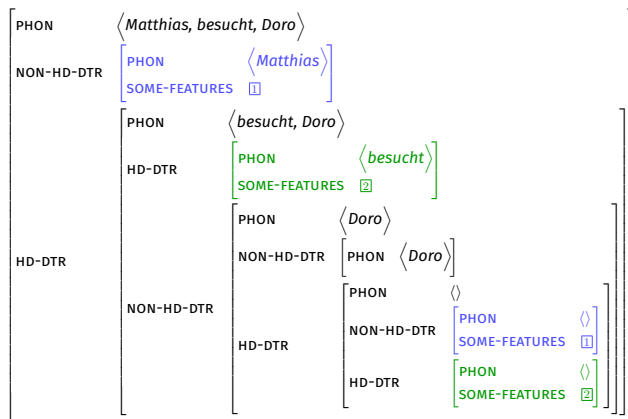 PHON ⟨Matthias, besucht, Doro⟩
NON-HD-DTR [PHON ⟨Matthias⟩
SOME-FEATURES 1]
HD-DTR [PHON ⟨besucht, Doro⟩
HD-DTR [PHON ⟨besucht⟩
SOME-FEATURES 2]
NON-HD-DTR [PHON ⟨Doro⟩
NON-HD-DTR [PHON ⟨Doro⟩]
HD-DTR [PHON ⟨⟩
NON-HD-DTR [PHON ⟨⟩
SOME-FEATURES 1]
HD-DTR [PHON ⟨⟩
SOME-FEATURES 2]]]]